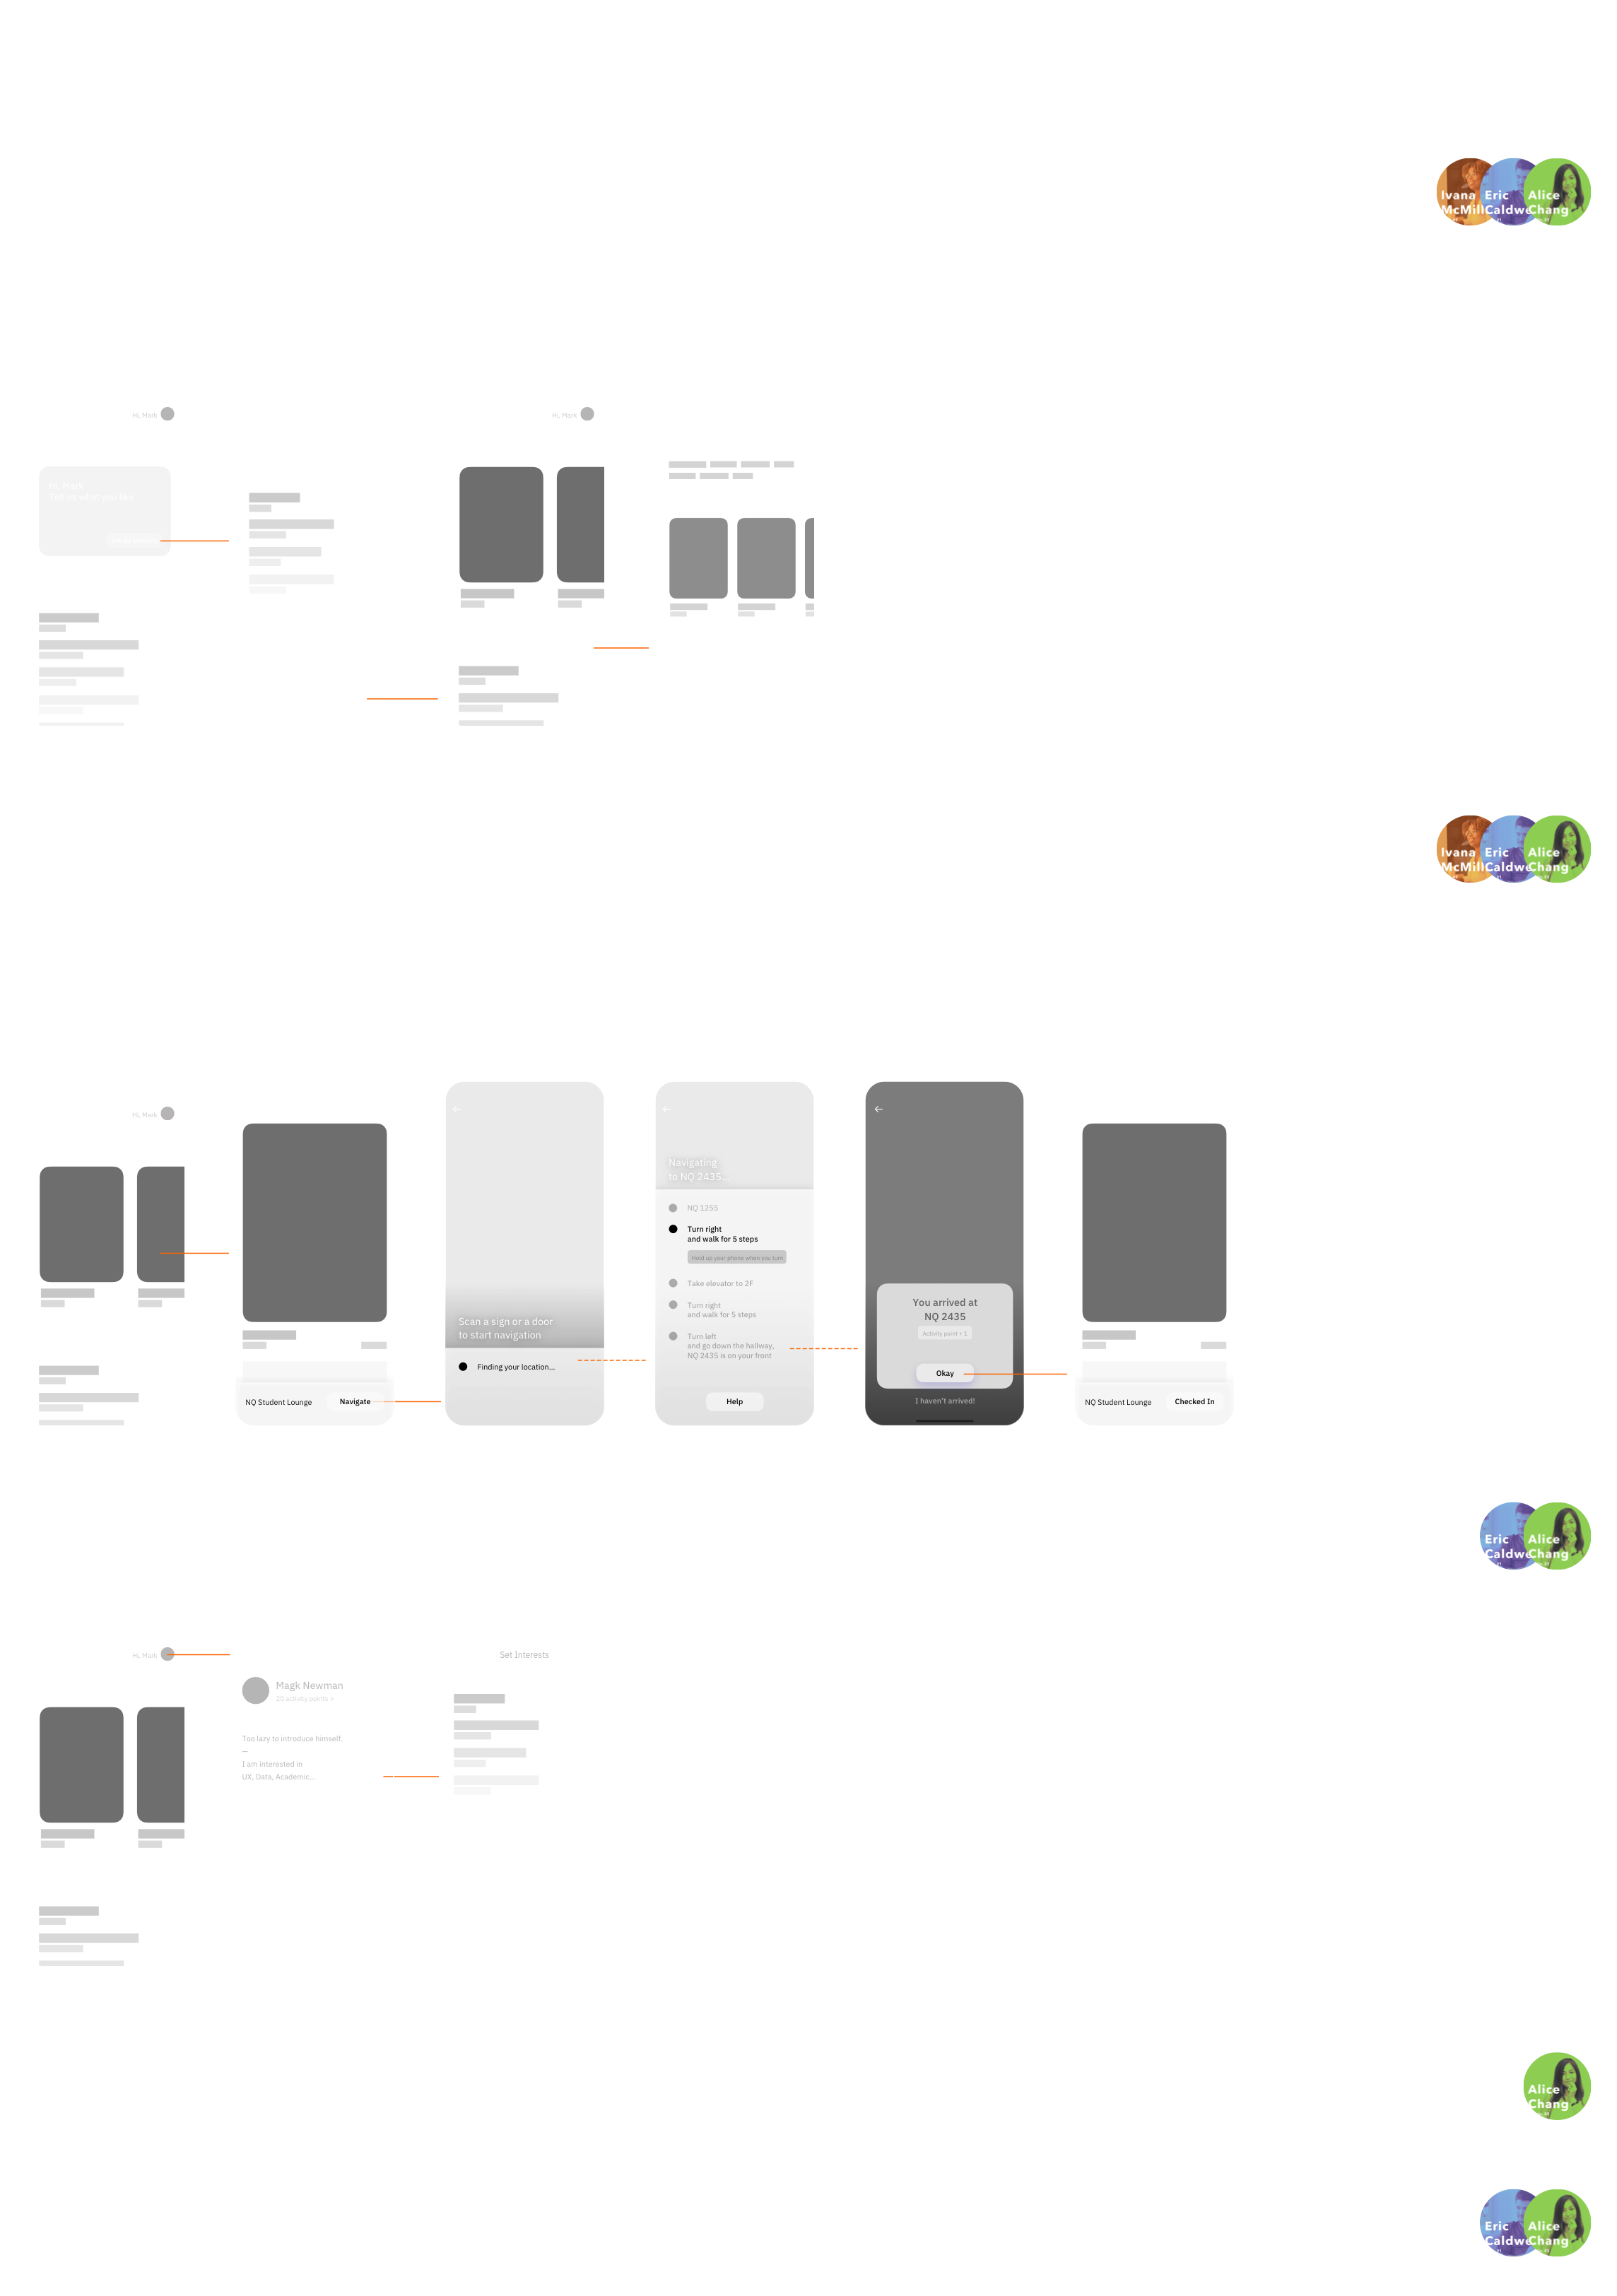 Ivana
McMill
Eric
Caldwe
Alice
Chang
Hi, Mark
Hi, Mark
Hi, Mark
Tell us what you like
Ivana
McMill
Eric
Caldwe
Alice
Chang
Hi, Mark
NQ Student Lounge
Navigate
Scan a sign or a door
to start navigation
Finding your location...
Navigating
to NQ 2435...
NQ 1255
Turn right
and walk for 5 steps
Hold up your phone when you turn
Take elevator to 2F
Turn right
and walk for 5 steps
Turn left
and go down the hallway,
NQ 2435 is on your front
Help
You arrived at
NQ 2435
Activity point + 1
Okay
I haven't arrived!
NQ Student Lounge
Checked In
Eric
Caldwe
Alice
Chang
Hi, Mark
Magk Newman
20 activity points >
Too lazy to introduce himself.
—
I am interested in
UX, Data, Academic...
Set Interests
Alice
Chang
Eric
Caldwe
Alice
Chang